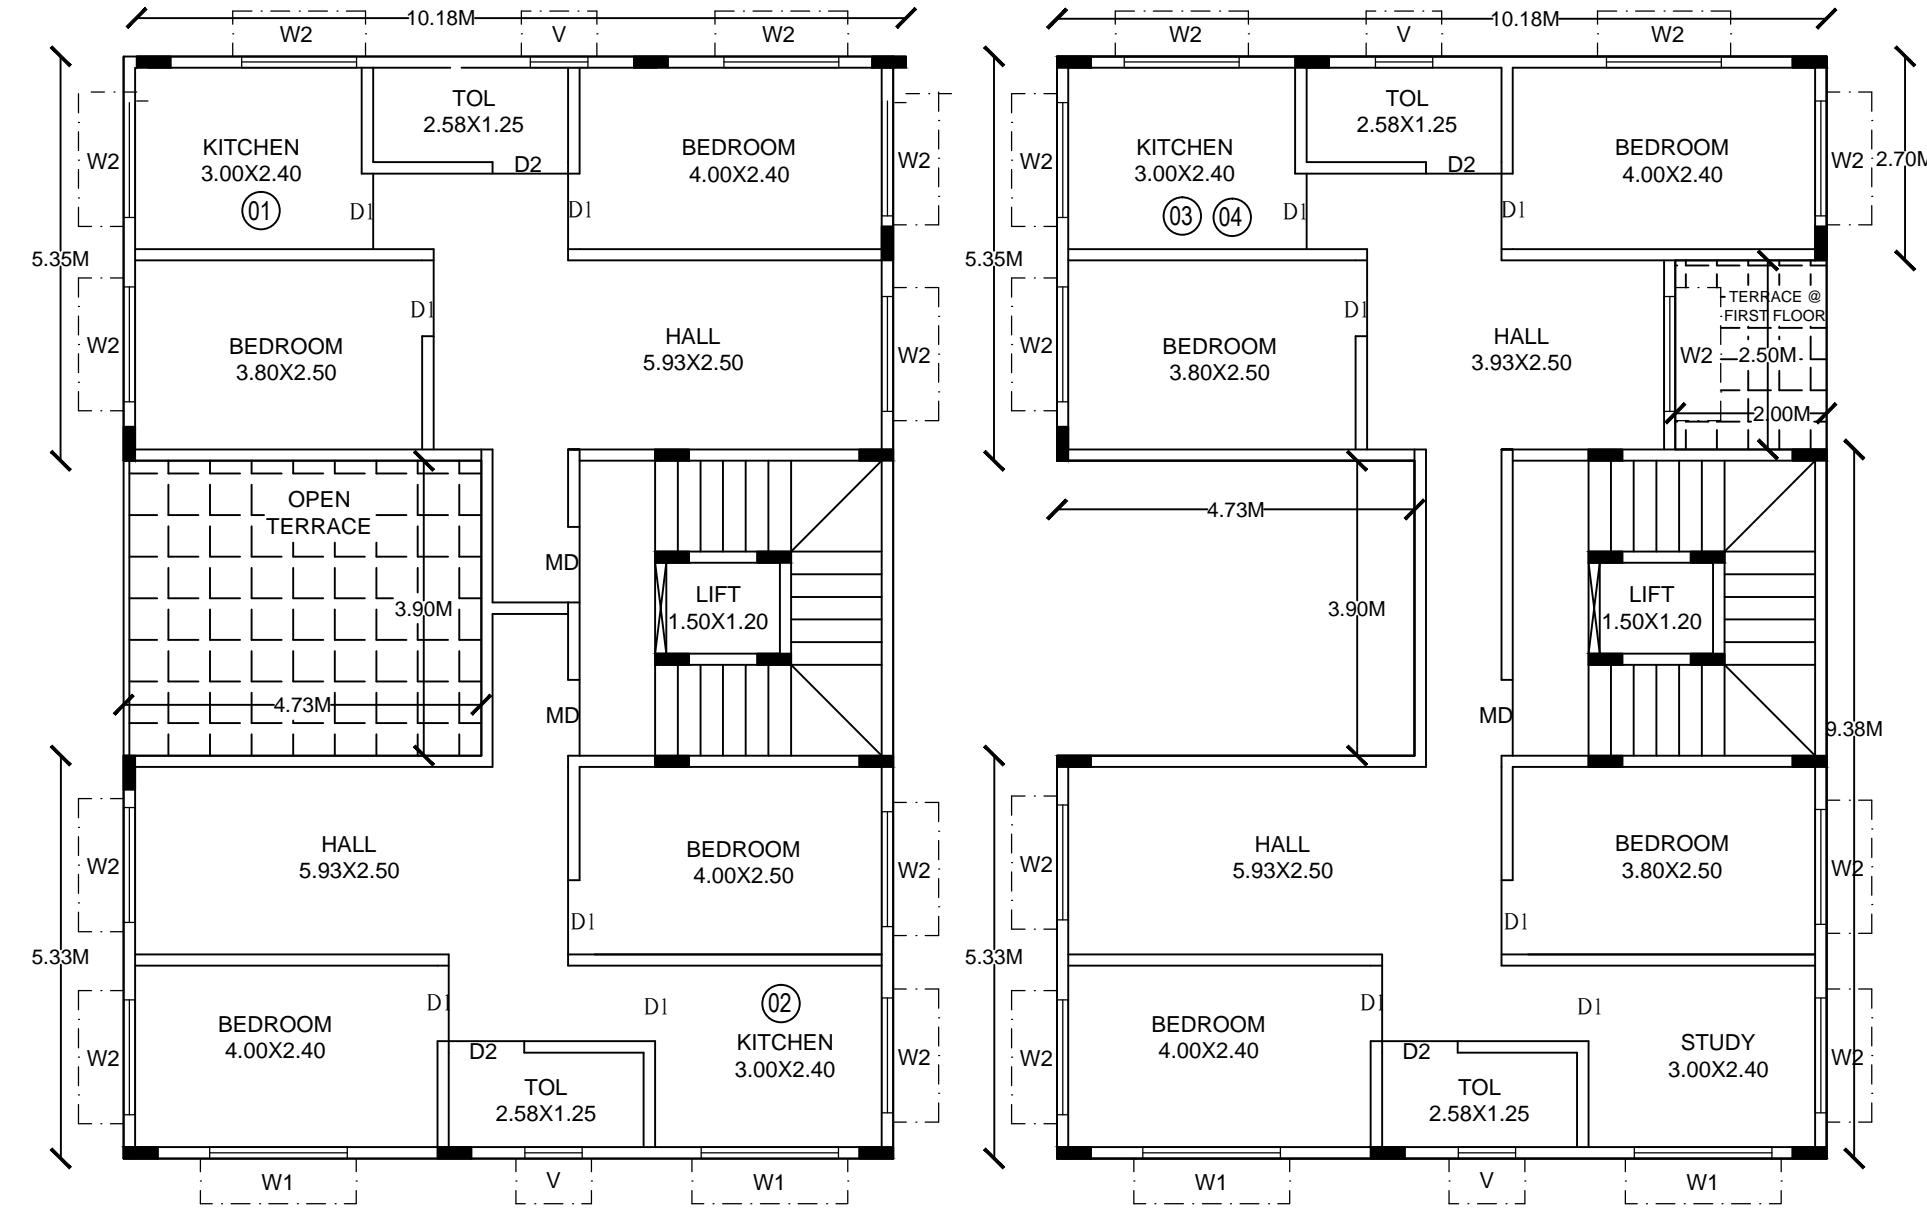 10.18M
W2
V
W2
TOL
2.58X1.25
KITCHEN
3.00X2.40
01
D2
BEDROOM
4.00X2.40
W2
W2
D1
D1
5.35M
D1
BEDROOM
3.80X2.50
HALL
5.93X2.50
W2
W2
OPEN
TERRACE
MD
3.90M
LIFT
1.50X1.20
4.73M
MD
HALL
5.93X2.50
BEDROOM
4.00X2.50
W2
W2
D1
5.33M
D1
D1
02
BEDROOM
4.00X2.40
KITCHEN
3.00X2.40
D2
W2
W2
TOL
2.58X1.25
W1
V
W1
10.18M
W2
V
W2
TOL
2.58X1.25
KITCHEN
3.00X2.40
03
04
D2
BEDROOM
4.00X2.40
W2
W2
2.70M
D1
D1
5.35M
TERRACE @
FIRST FLOOR
D1
BEDROOM
3.80X2.50
HALL
3.93X2.50
W2
W2
2.50M
2.00M
4.73M
3.90M
LIFT
1.50X1.20
MD
9.38M
HALL
5.93X2.50
BEDROOM
3.80X2.50
W2
W2
D1
5.33M
D1
D1
BEDROOM
4.00X2.40
STUDY
3.00X2.40
D2
W2
W2
TOL
2.58X1.25
W1
V
W1